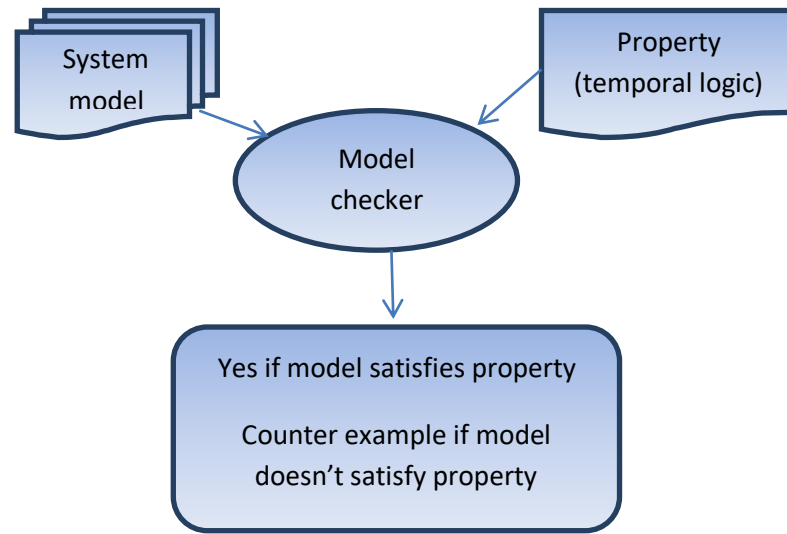 System
model
Property
(temporal logic)
Model
checker
Yes if model satisfies property
Counter example if model
doesn’t satisfy property